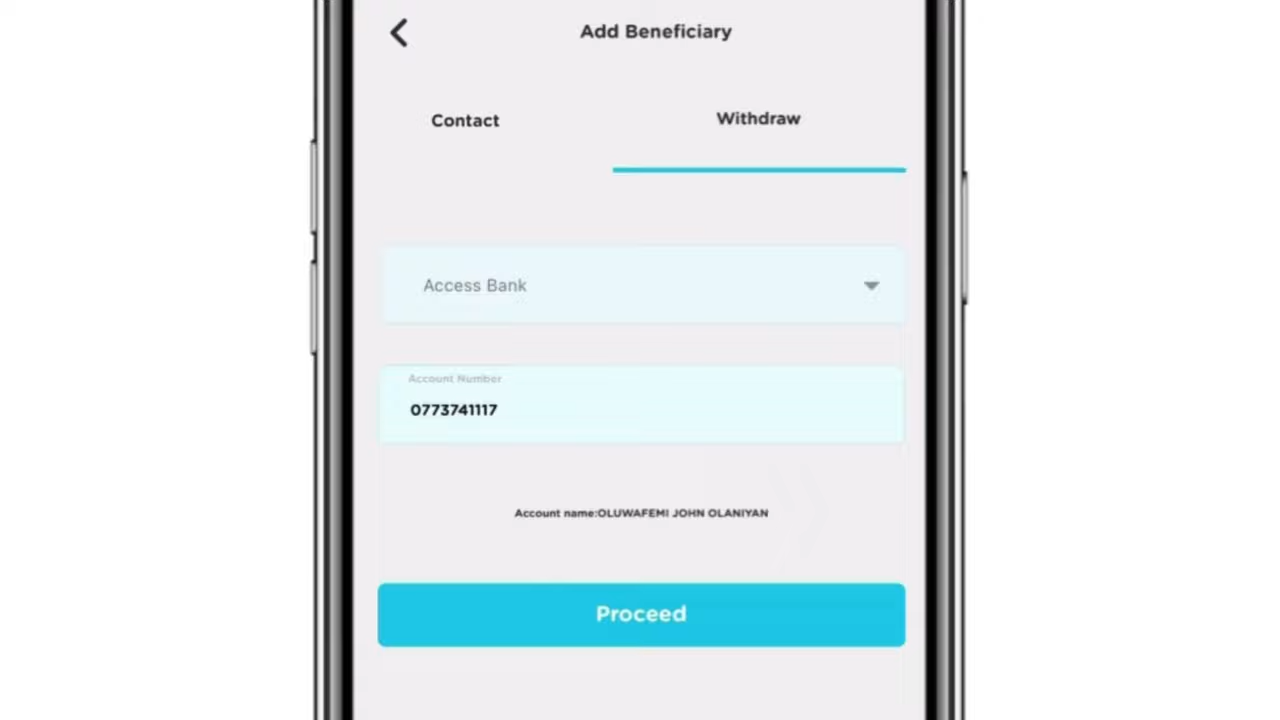 Add Beneficiary
Contact
Withdraw
Access Bank
Account Number
0773741117
Account name:OLUWAFEMI JOHN OLANIYAN
Proceed